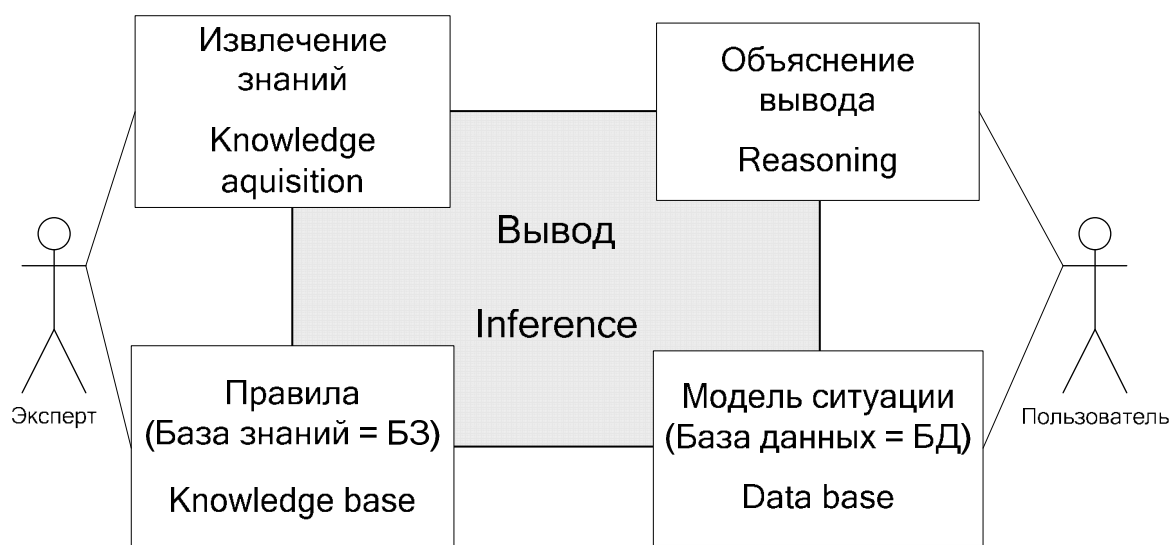 Извлечение
знаний
Knowledge
aquisition
Объяснение
вывода
Reasoning
Вывод
Inference
Эксперт
Пользователь
Правила
(База знаний = БЗ)
Knowledge base
Модель ситуации
(База данных = БД)
Data base